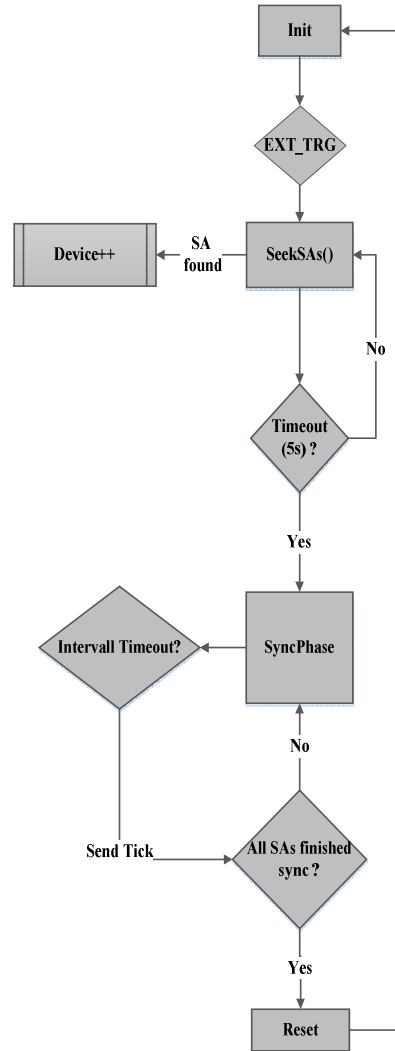 Init
EXT_TRG
SA
found
Device++
SeekSAs()
No
Timeout
(5s) ?
Yes
Intervall Timeout?
SyncPhase
No
Send Tick
All SAs finished
sync ?
Yes
Reset